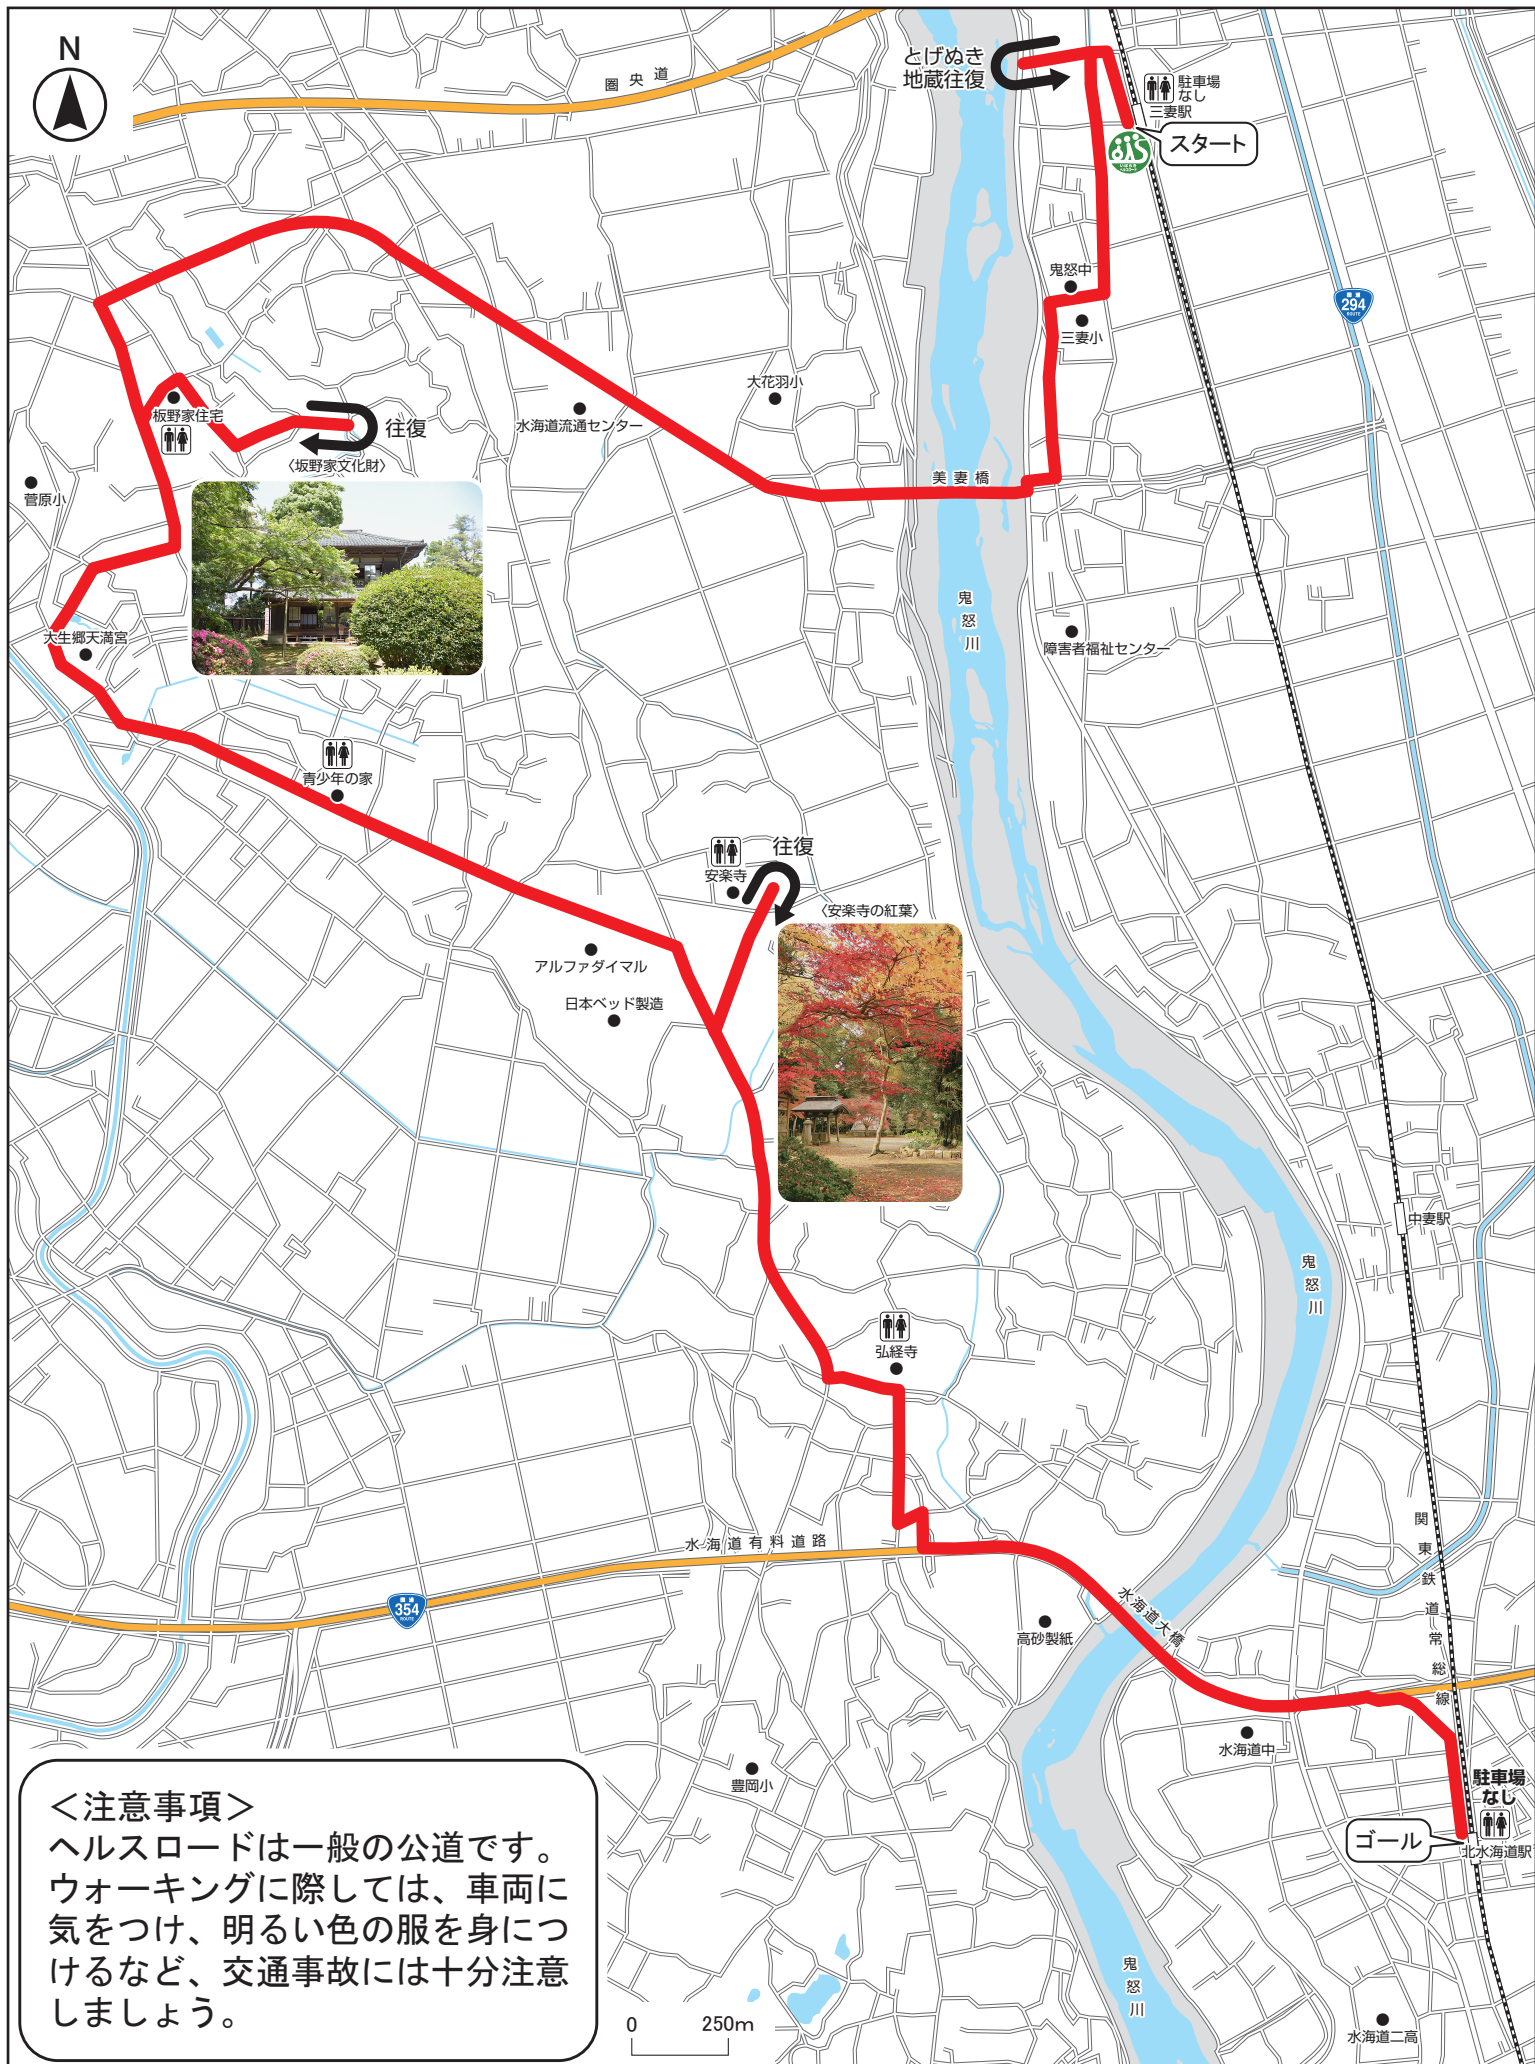 N
圏央道
とげぬき
地蔵往復
駐車場
なし
三妻駅
スタート
鬼怒中
三妻小
294
ROUTE
大花羽小
水海道流通センター
板野家住宅
往復
〈坂野家文化財〉
菅原小
美妻橋
鬼怒川
障害者福祉センター
大生郷天満宮
青少年の家
往復
安楽寺
〈安楽寺の紅葉〉
アルファダイマル
日本ベッド製造
中妻駅
鬼怒川
弘経寺
関東鉄道常総線
水海道有料道路
354
ROUTE
水海道大橋
高砂製紙
水海道中
豊岡小
駐車場
なし
ゴール
北水海道駅
<注意事項>
ヘルスロードは一般の公道です。
ウォーキングに際しては、車両に
気をつけ、明るい色の服を身につ
けるなど、交通事故には十分注意
しましょう。
鬼怒川
0 250m
水海道二高